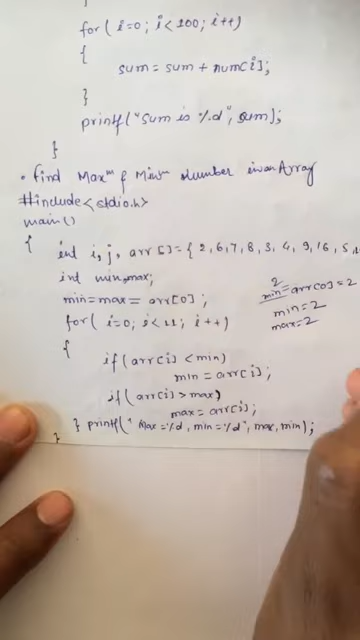 }
for( i=0; i<100; i++)
{
sum = sum + num[i];
}
printf("Sum is %d", sum);
}
• Find Maxᵐ & Minᵐ Number in an Array
#include<stdio.h>
main()
{ int i, j, arr[]={ 2, 6, 7, 8, 3, 4, 9, 16, 5,
int min, max;
min=max= arr[0];
for( i=0; i<11; i++)
{
if(arr[i] < min)
min = arr[i];
if( arr[i] > max)
max = arr[i];
} printf(" Max=%d, min=%d", max, min);
}
2
min=arr[0]=2
min=2
max=2